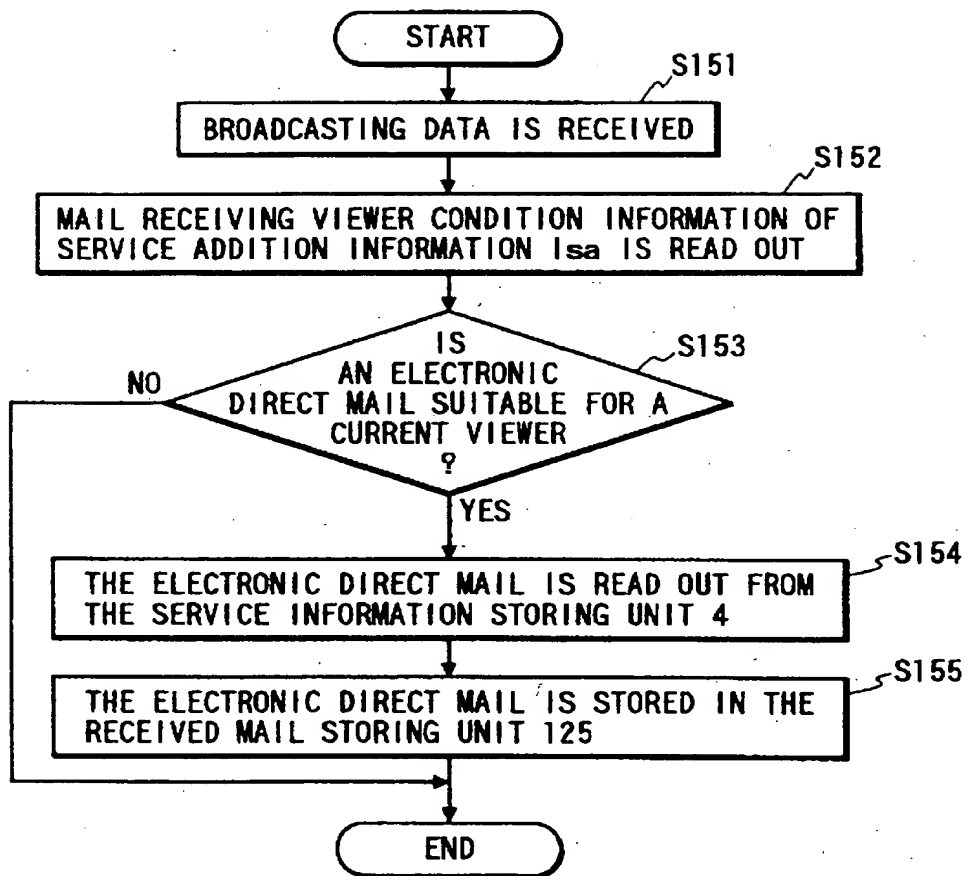 START
S151
BROADCASTING DATA IS RECEIVED
S152
MAIL RECEIVING VIEWER CONDITION INFORMATION OF
SERVICE ADDITION INFORMATION Isa IS READ OUT
S153
IS
AN ELECTRONIC
DIRECT MAIL SUITABLE FOR A
CURRENT VIEWER
?
NO
YES
S154
THE ELECTRONIC DIRECT MAIL IS READ OUT FROM
THE SERVICE INFORMATION STORING UNIT 4
S155
THE ELECTRONIC DIRECT MAIL IS STORED IN THE
RECEIVED MAIL STORING UNIT 125
END